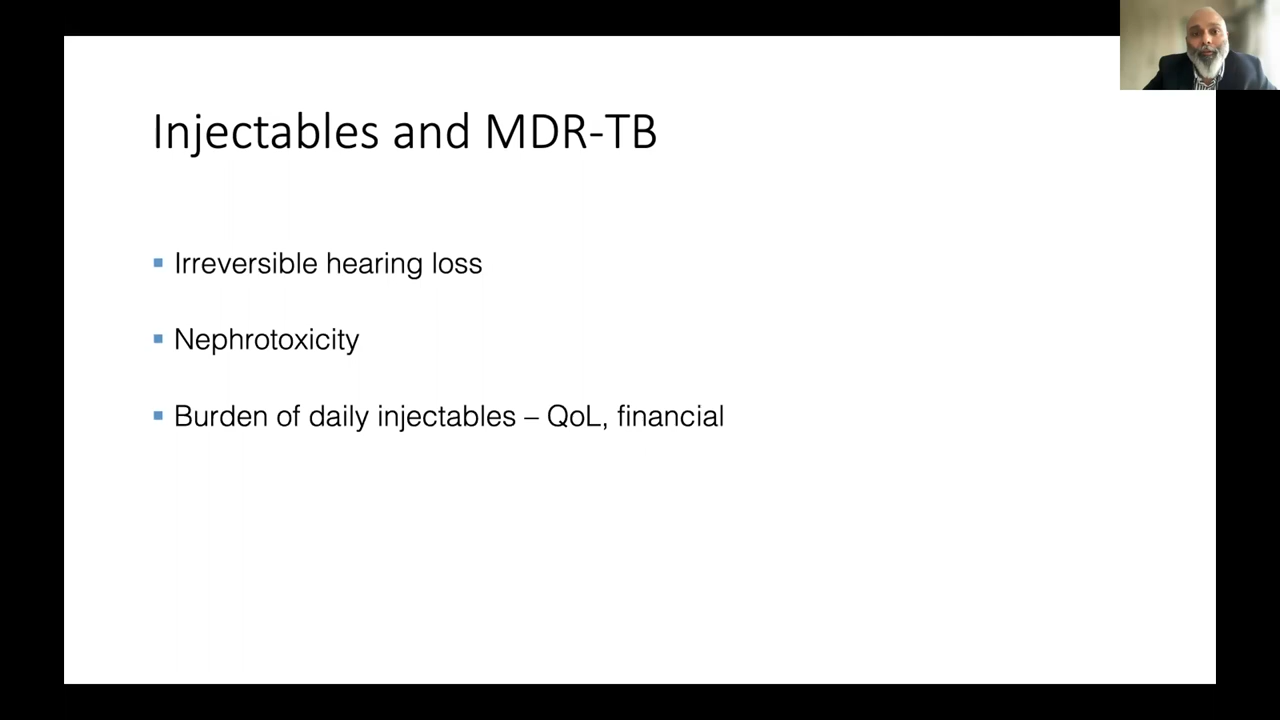 Injectables and MDR-TB
Irreversible hearing loss
Nephrotoxicity
Burden of daily injectables – QoL, financial